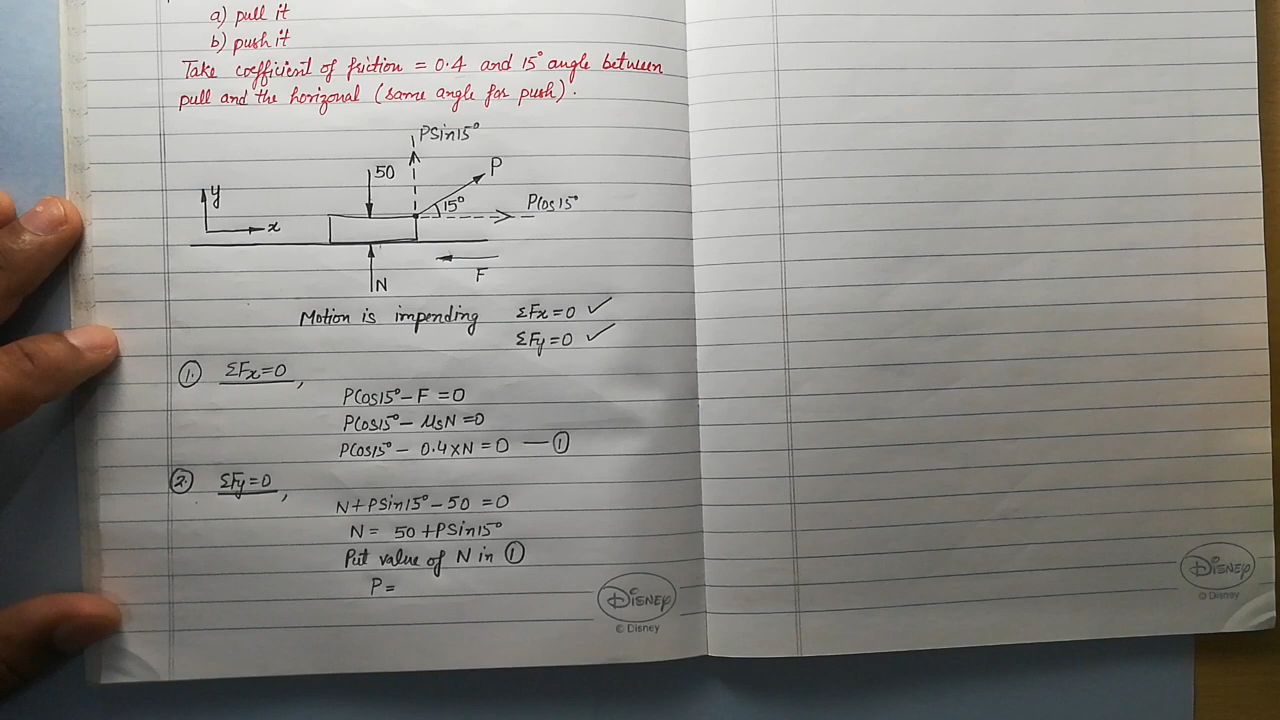 a) pull it
b) push it
Take coefficient of friction = 0.4 and 15° angle between
pull and the horizonal (same angle for push).
PSin15°
50
P
15°
PCos15°
y
x
F
N
Motion is impending ΣFx=0 ✓
ΣFy=0 ✓
1. ΣFx=0,
PCos15° – F = 0
PCos15° – μsN = 0
PCos15° – 0.4×N = 0 — ①
2. ΣFy=0,
N+PSin15° – 50 = 0
N = 50 + PSin15°
Put value of N in ①
P =
DISNEY
© Disney
DISNEY
© Disney